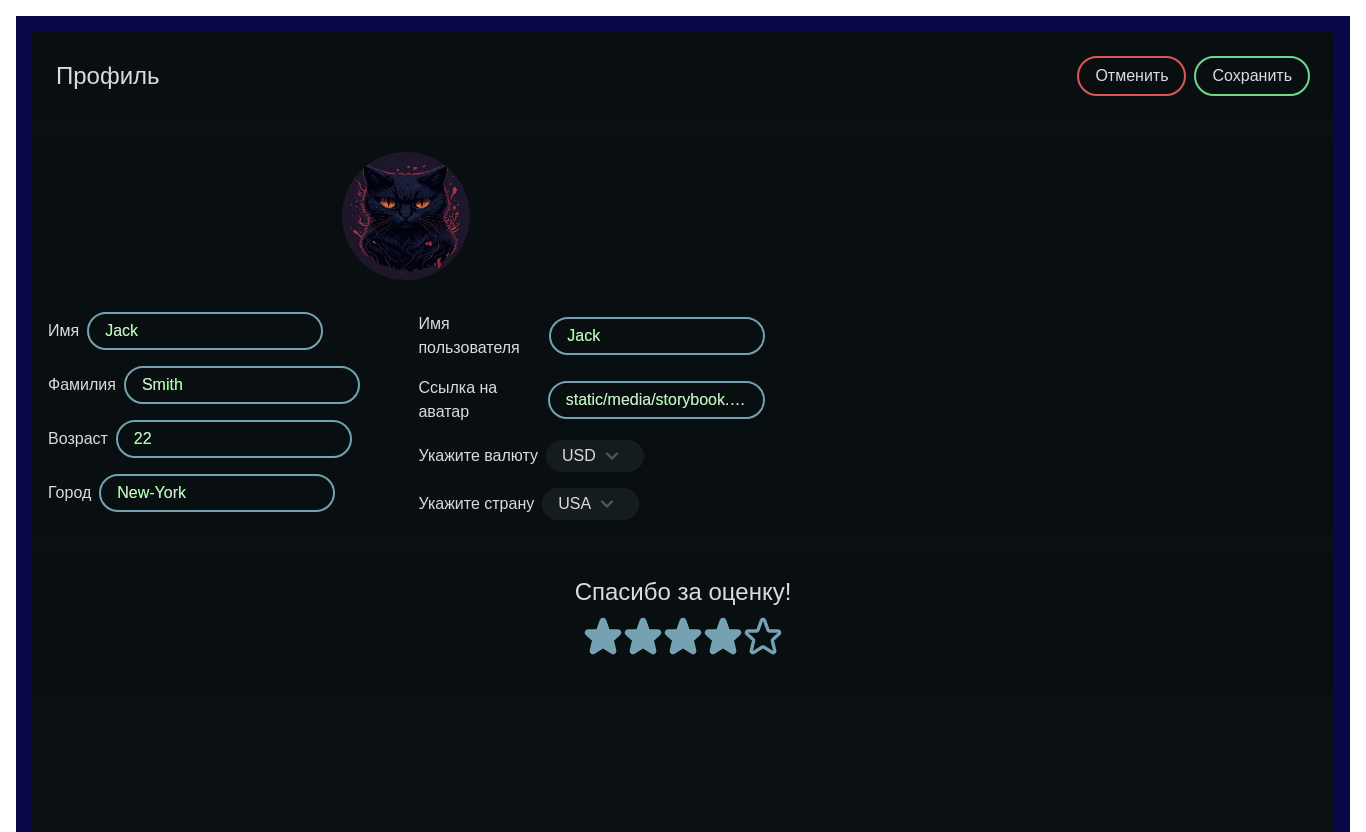 Профиль
Отменить
Сохранить
Имя
Jack
Фамилия
Smith
Возраст
22
Город
New-York
Имя
пользователя
Jack
Ссылка на
аватар
static/media/storybook.…
Укажите валюту
USD
Укажите страну
USA
Спасибо за оценку!